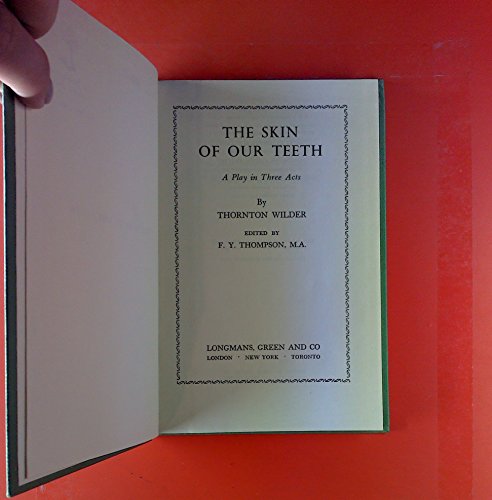 THE SKIN
OF OUR TEETH
A Play in Three Acts
By
THORNTON WILDER
EDITED BY
F. Y. THOMPSON, M.A.
LONGMANS, GREEN AND CO
LONDON · NEW YORK · TORONTO